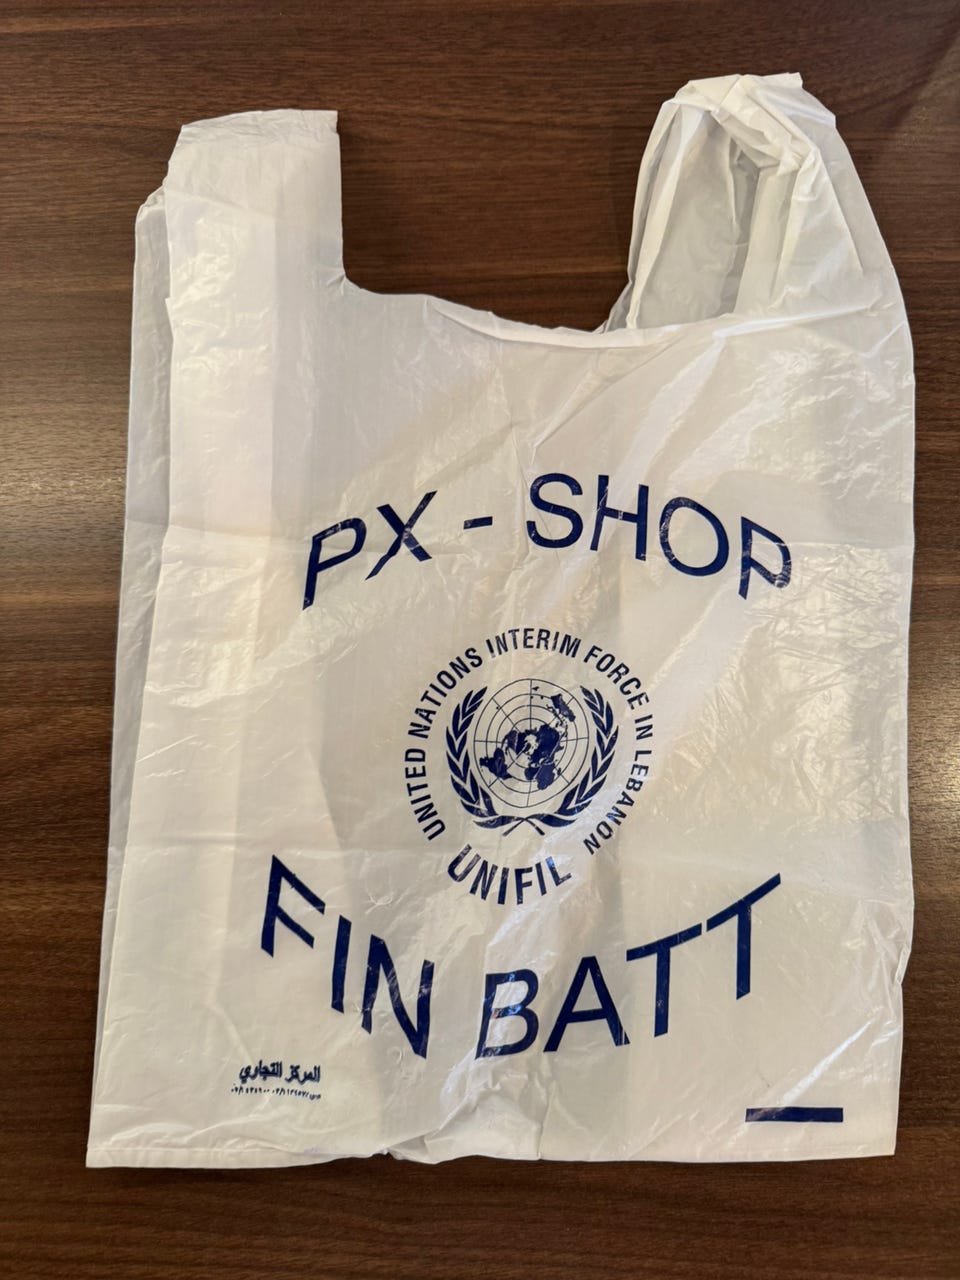 PX - SHOP
UNITED NATIONS INTERIM FORCE IN LEBANON
UNIFIL
FIN BATT
المركز التجاري